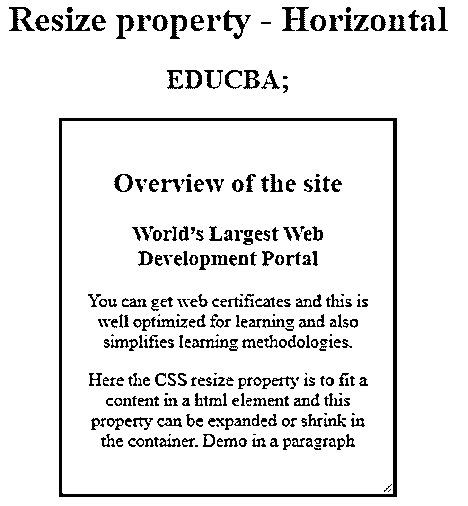 Resize property - Horizontal
EDUCBA;
Overview of the site
World's Largest Web
Development Portal
You can get web certificates and this is
well optimized for learning and also
simplifies learning methodologies.
Here the CSS resize property is to fit a
content in a html element and this
property can be expanded or shrink in
the container. Demo in a paragraph